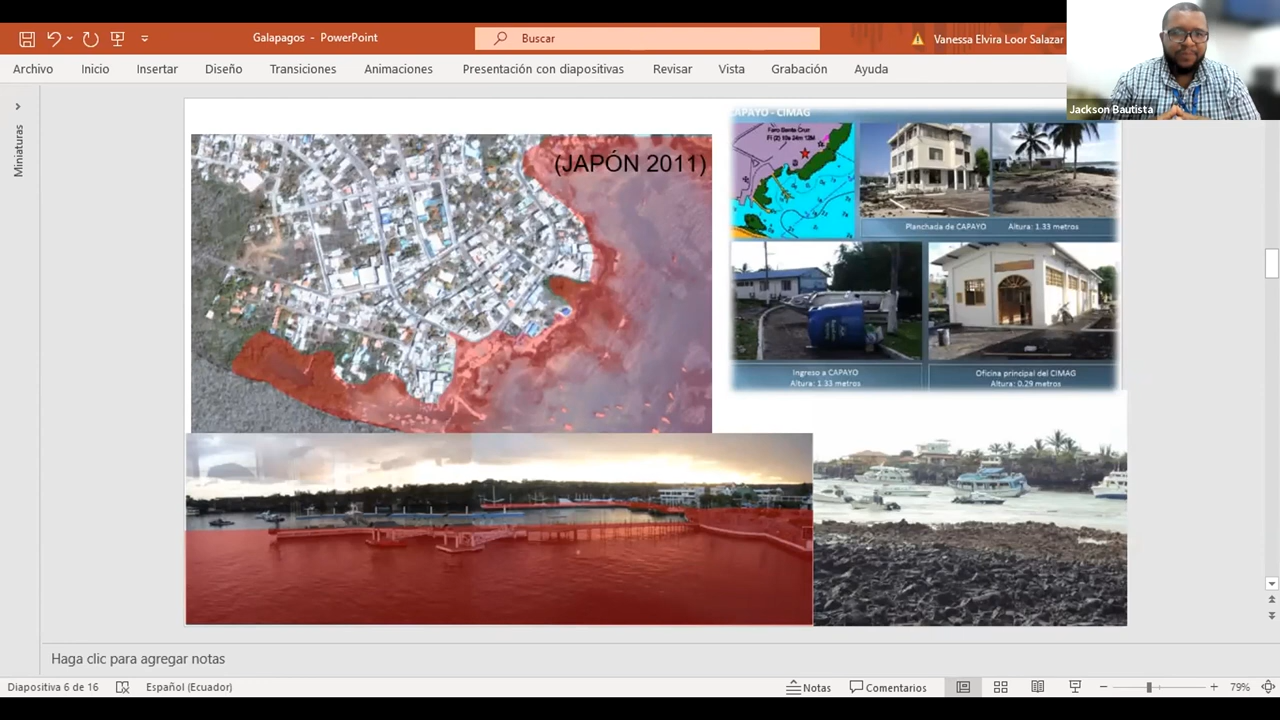 Galapagos - PowerPoint
Buscar
Vanessa Elvira Loor Salazar
Archivo
Inicio
Insertar
Diseño
Transiciones
Animaciones
Presentación con diapositivas
Revisar
Vista
Grabación
Ayuda
Jackson Bautista
Miniaturas
(JAPÓN 2011)
CAPAYO - CIMAG
Planchada de CAPAYO Altura: 1.33 metros
Ingreso a CAPAYO
Altura: 1.33 metros
Oficina principal del CIMAG
Altura: 0.29 metros
Haga clic para agregar notas
Diapositiva 6 de 16
Español (Ecuador)
Notas
Comentarios
79%